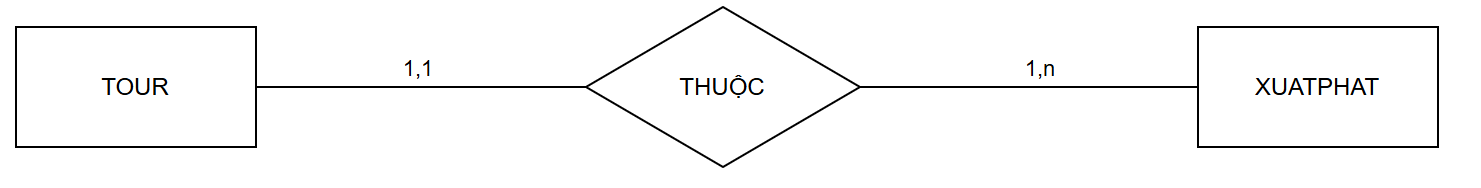 TOUR
1,1
THUỘC
1,n
XUATPHAT